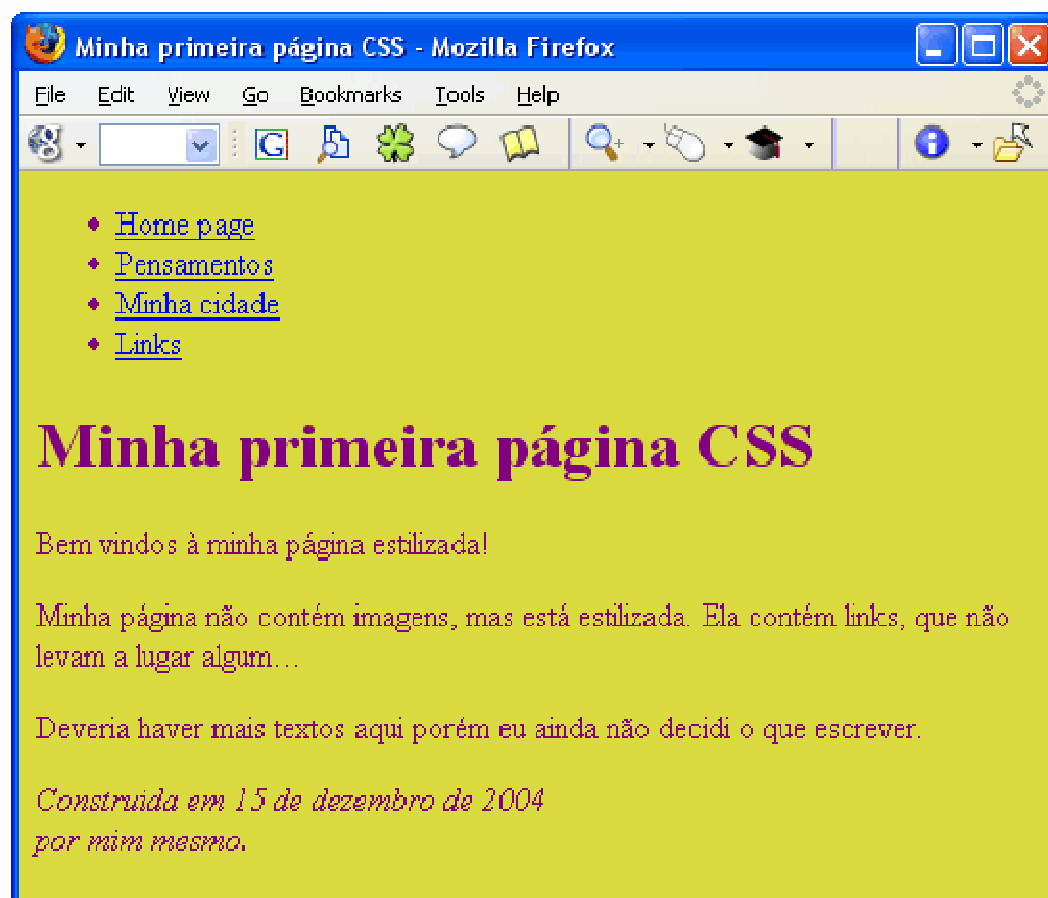 Minha primeira página CSS - Mozilla Firefox
File Edit View Go Bookmarks Tools Help
G
Home page
Pensamentos
Minha cidade
Links
Minha primeira página CSS
Bem vindos à minha página estilizada!
Minha página não contém imagens, mas está estilizada. Ela contém links, que não
levam a lugar algum...
Deveria haver mais textos aqui porém eu ainda não decidi o que escrever.
Construida em 15 de dezembro de 2004
por mim mesmo.